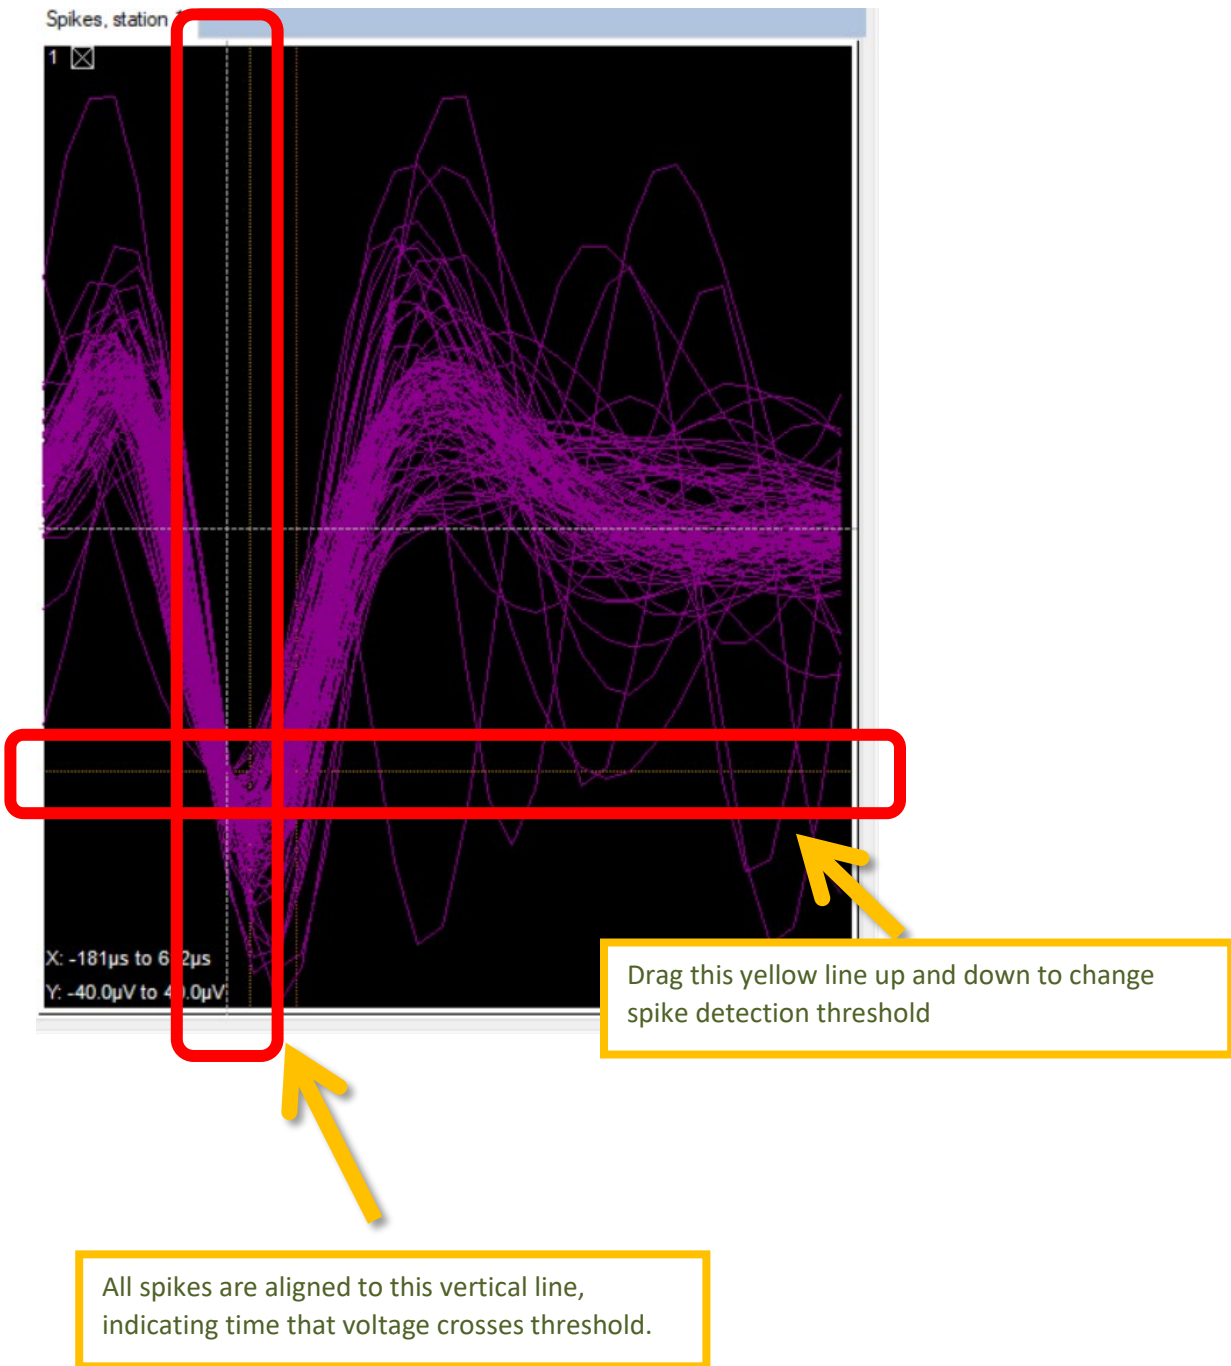 Spikes, station
1
X: -181µs to 6 2µs
Y: -40.0µV to 4 .0µV
Drag this yellow line up and down to change
spike detection threshold
All spikes are aligned to this vertical line,
indicating time that voltage crosses threshold.